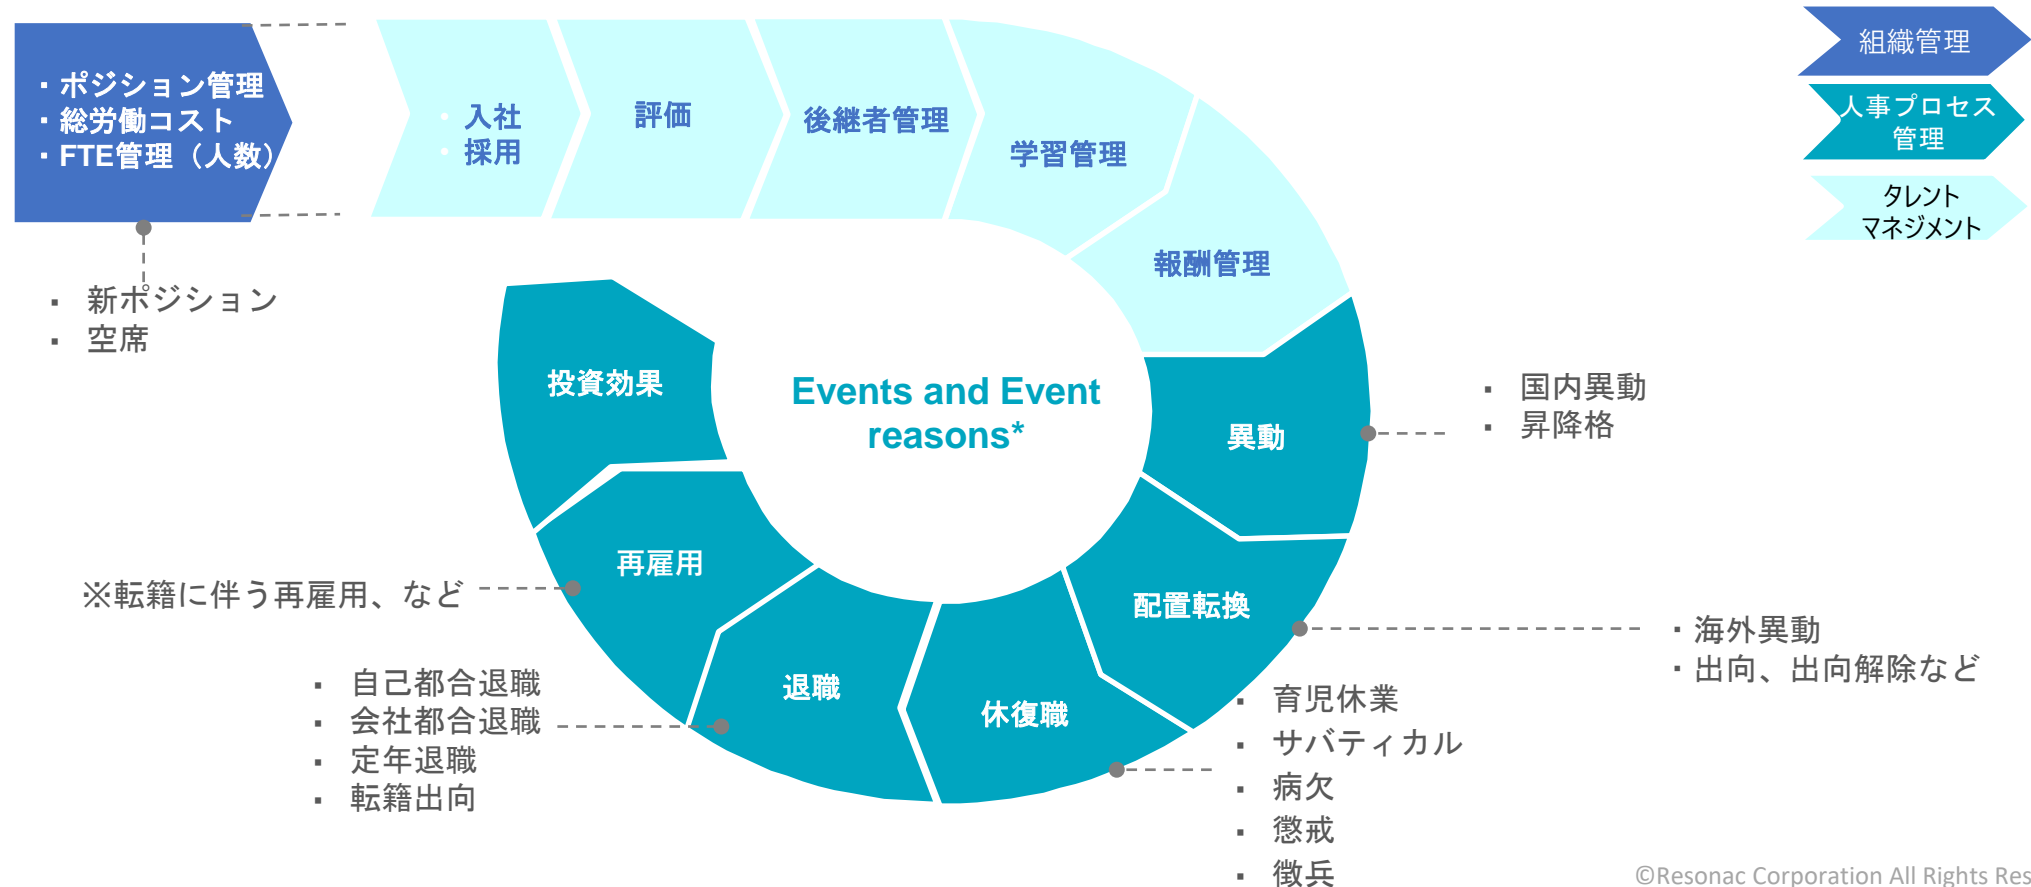 ・ポジション管理
・総労働コスト
・FTE管理（人数）
・入社
・採用
評価
後継者管理
学習管理
報酬管理
組織管理
人事プロセス
管理
タレント
マネジメント
▪ 新ポジション
▪ 空席
Events and Event
reasons*
異動
▪ 国内異動
▪ 昇降格
配置転換
・海外異動
・出向、出向解除など
休復職
▪ 育児休業
▪ サバティカル
▪ 病欠
▪ 懲戒
▪ 徴兵
退職
▪ 自己都合退職
▪ 会社都合退職
▪ 定年退職
▪ 転籍出向
再雇用
※転籍に伴う再雇用、など
投資効果
©Resonac Corporation All Rights Res